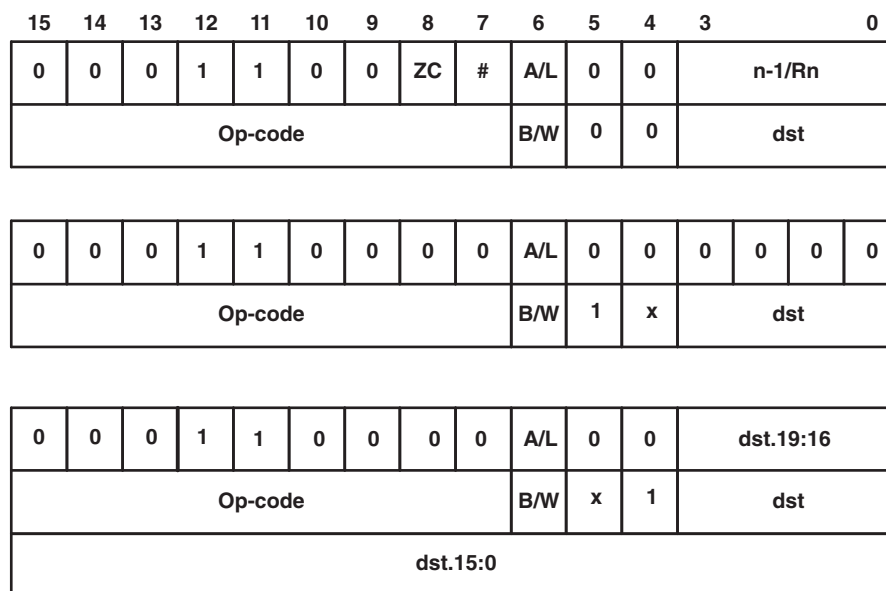 15 14 13 12 11 10 9 8 7 6 5 4 3 0
0 0 0 1 1 0 0 ZC # A/L 0 0 n-1/Rn
Op-code B/W 0 0 dst
0 0 0 1 1 0 0 0 0 A/L 0 0 0 0 0 0
Op-code B/W 1 x dst
0 0 0 1 1 0 0 0 0 A/L 0 0 dst.19:16
Op-code B/W x 1 dst
dst.15:0